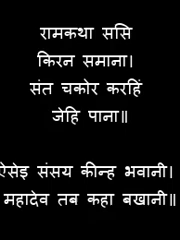 रामकथा ससि
किरन समाना।
संत चकोर करहिं
जेहि पाना॥
ऐसेइ संसय कीन्ह भवानी।
महादेव तब कहा बखानी॥